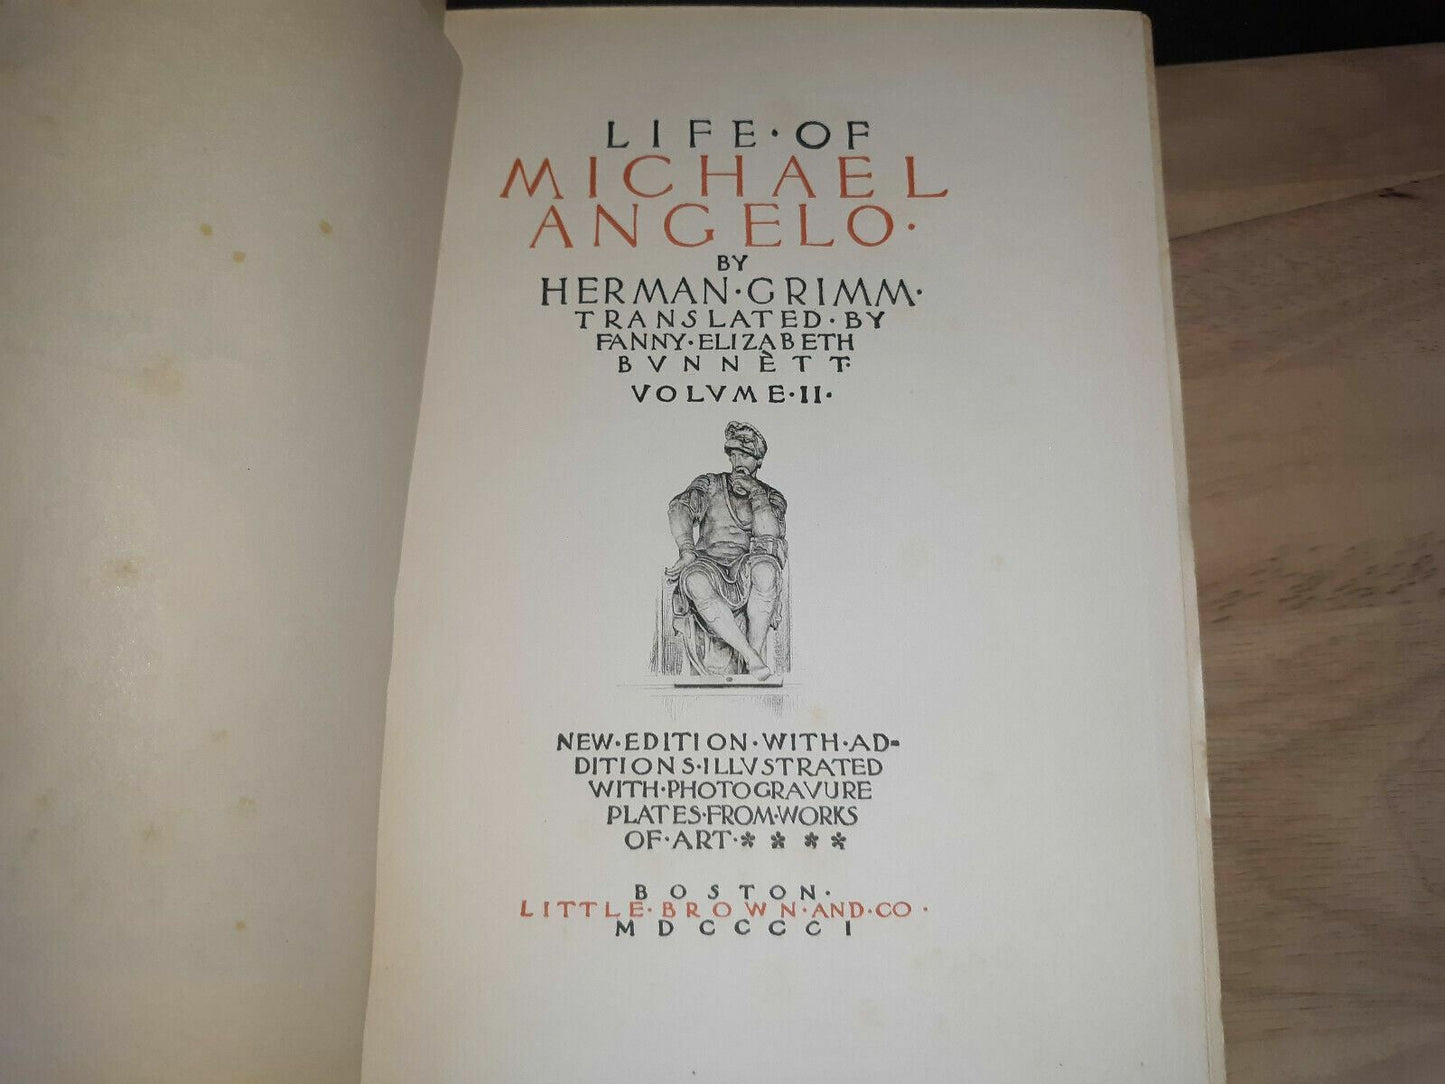 LIFE·OF
MICHAEL
ANGELO·
BY
HERMAN·GRIMM·
TRANSLATED·BY
FANNY·ELIZABETH
BVNNÈTT·
VOLVME·II·
NEW·EDITION·WITH·AD-
DITIONS·ILLVSTRATED
WITH·PHOTOGRAVURE
PLATES·FROM·WORKS
OF·ART·* * * *
BOSTON·
LITTLE·BROWN·AND·CO·
MDCCCCI